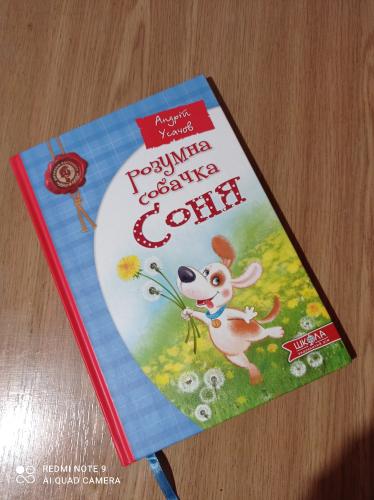 Андрій
Усачов
Розумна
собачка
Соня
ШКОЛА
REDMI NOTE 9
AI QUAD CAMERA